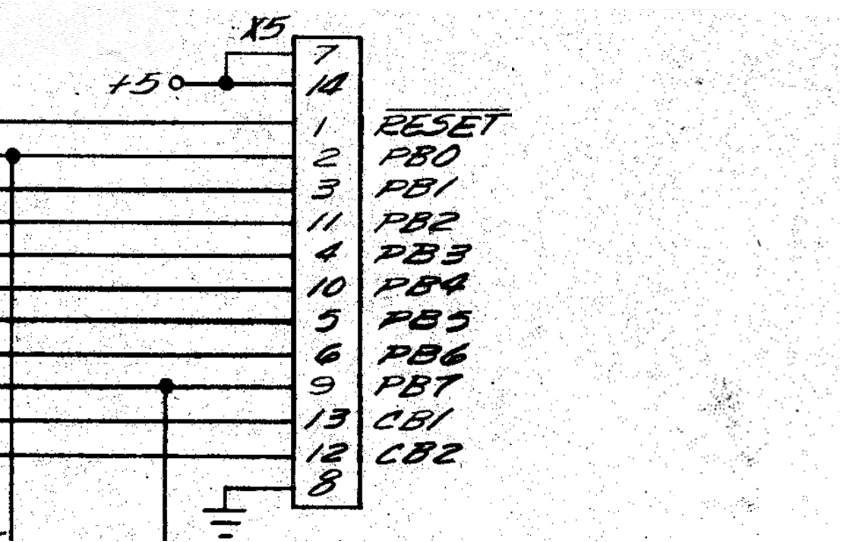 X5
7
+5 14
1 RESET
2 PB0
3 PB1
11 PB2
4 PB3
10 PB4
5 PB5
6 PB6
9 PB7
13 CB1
12 CB2
8